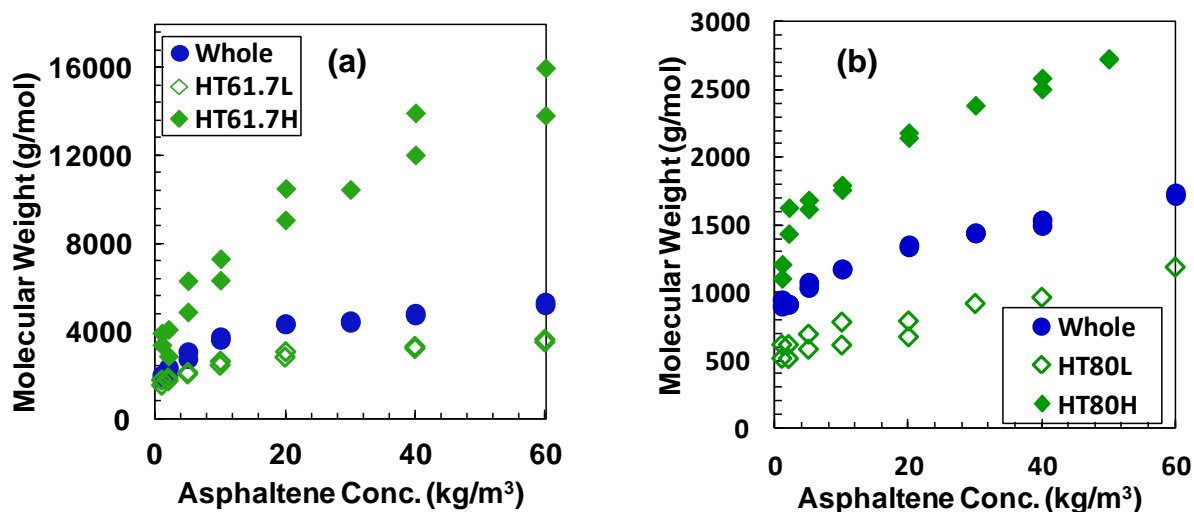 (a)
Whole
HT61.7L
HT61.7H
Molecular Weight (g/mol)
16000
12000
8000
4000
0
0 20 40 60
Asphaltene Conc. (kg/m³)
(b)
Whole
HT80L
HT80H
Molecular Weight (g/mol)
3000
2500
2000
1500
1000
500
0
0 20 40 60
Asphaltene Conc. (kg/m³)